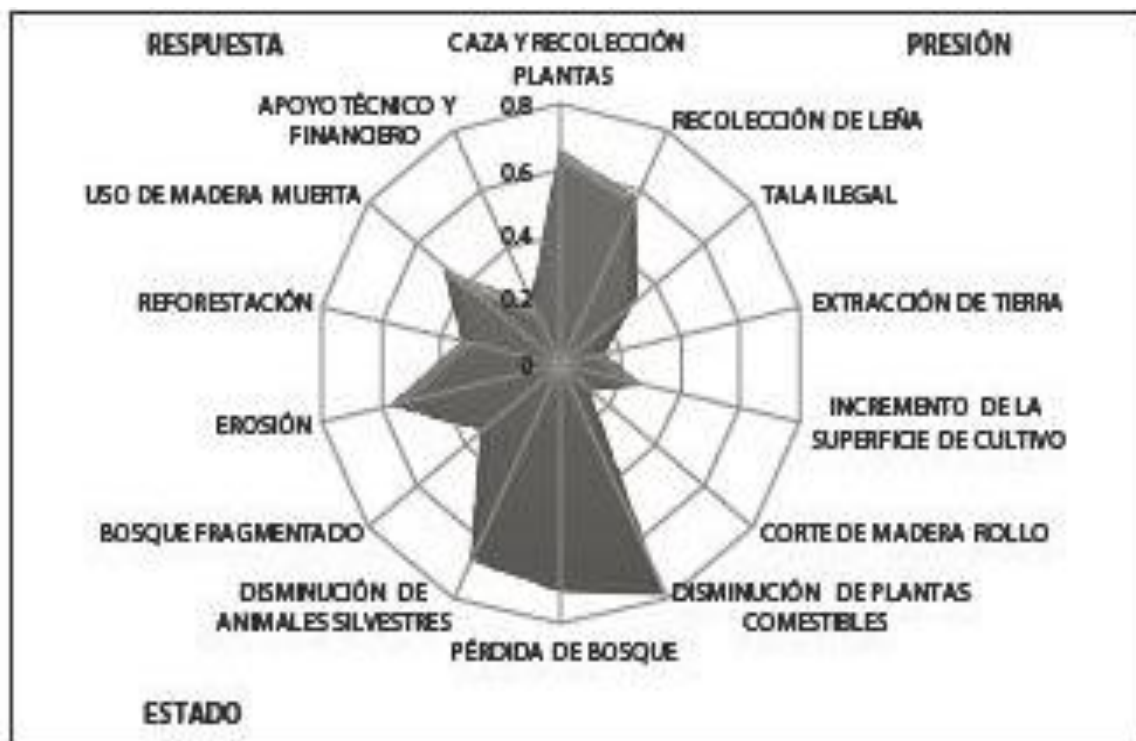 RESPUESTA
CAZA Y RECOLECCIÓN
PLANTAS
PRESIÓN
APOYO TÉCNICO Y
FINANCIERO
RECOLECCIÓN DE LEÑA
USO DE MADERA MUERTA
TALA ILEGAL
REFORESTACIÓN
EXTRACCIÓN DE TIERRA
EROSIÓN
INCREMENTO DE LA
SUPERFICIE DE CULTIVO
BOSQUE FRAGMENTADO
CORTE DE MADERA ROLLO
DISMINUCIÓN DE
ANIMALES SILVESTRES
DISMINUCIÓN DE PLANTAS
COMESTIBLES
PÉRDIDA DE BOSQUE
ESTADO
0.8
0.6
0.4
0.2
0